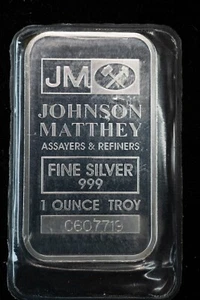 JM
JOHNSON
MATTHEY
ASSAYERS & REFINERS
FINE SILVER
999
1 OUNCE TROY
0607719